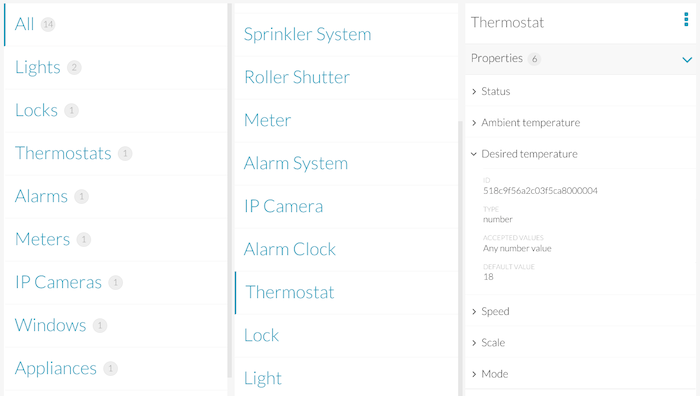 All 14
Lights 2
Locks 1
Thermostats 1
Alarms 1
Meters 1
IP Cameras 1
Windows 1
Appliances 1
Sprinkler System
Roller Shutter
Meter
Alarm System
IP Camera
Alarm Clock
Thermostat
Lock
Light
Thermostat
Properties 6
Status
Ambient temperature
Desired temperature
ID
518c9f56a2c03f5ca8000004
TYPE
number
ACCEPTED VALUES
Any number value
DEFAULT VALUE
18
Speed
Scale
Mode